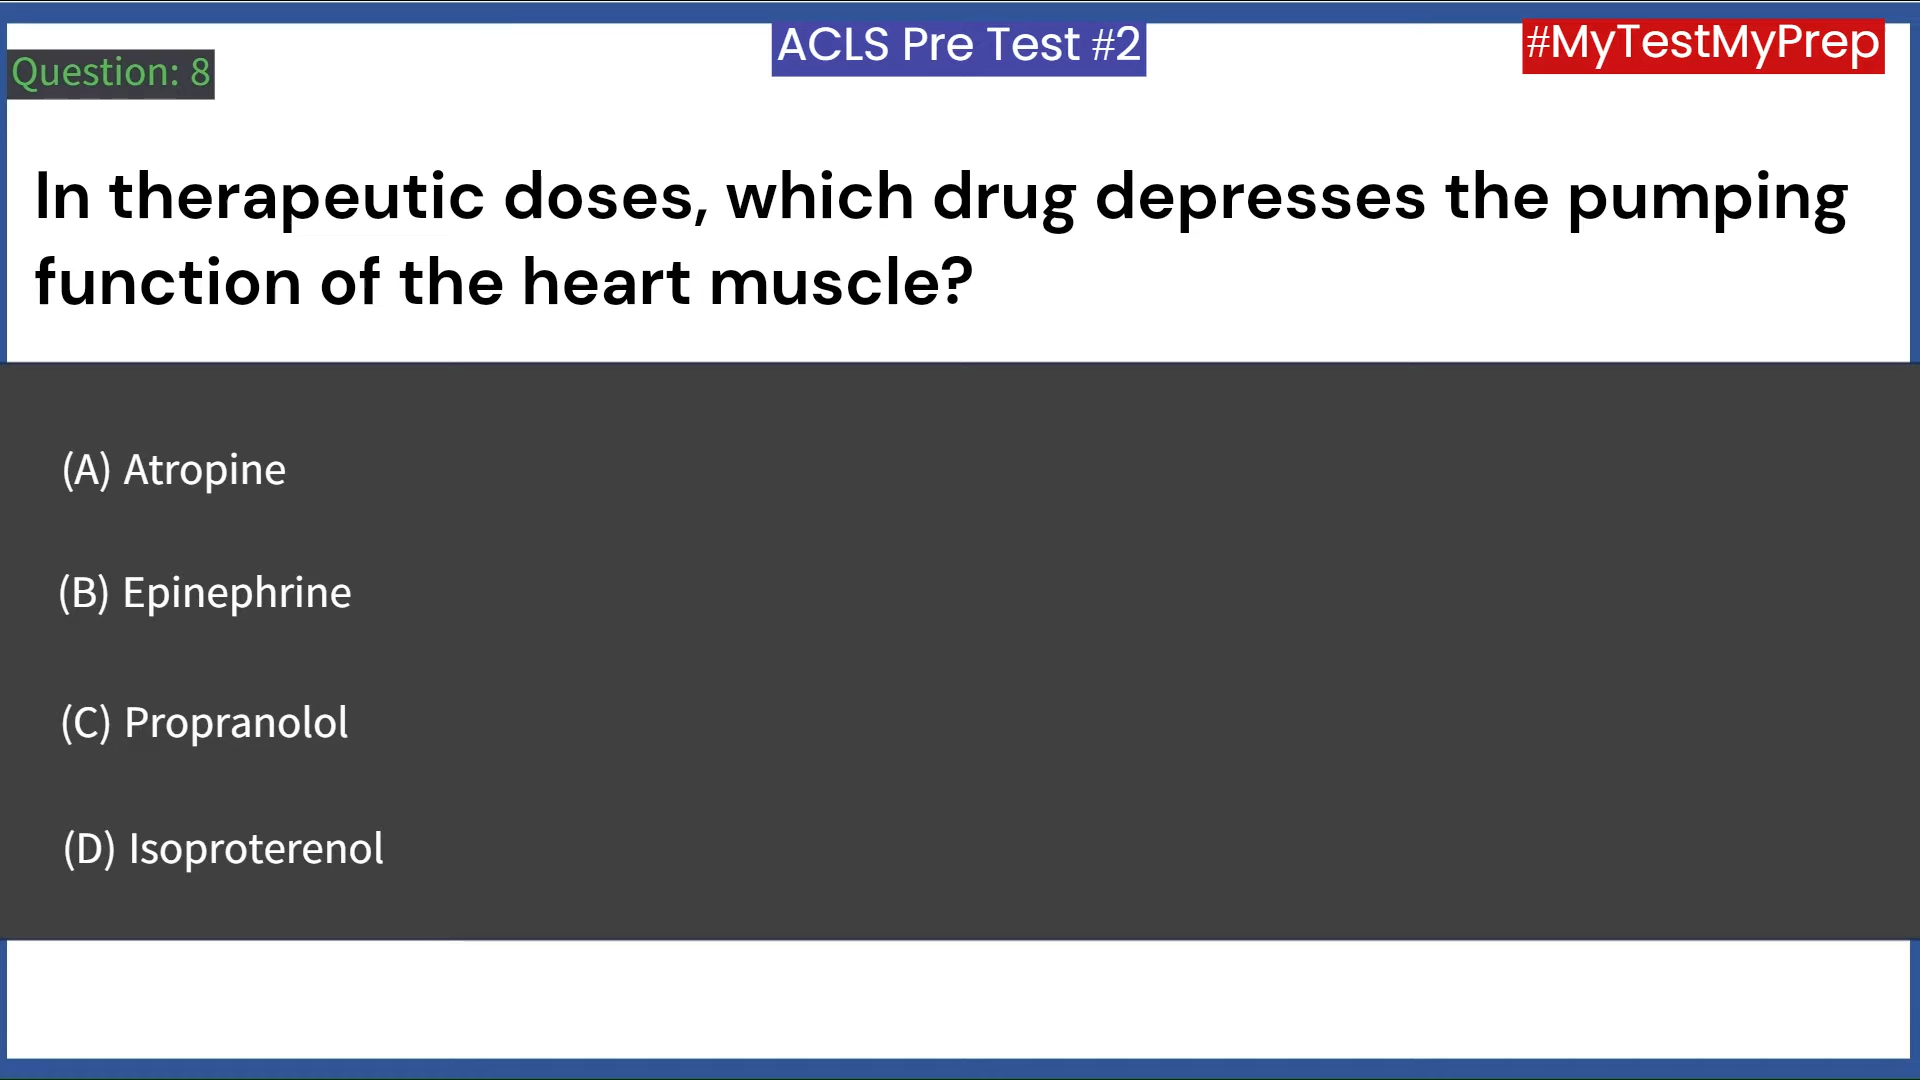 ACLS Pre Test #2
#MyTestMyPrep
Question: 8
In therapeutic doses, which drug depresses the pumping
function of the heart muscle?
(A) Atropine
(B) Epinephrine
(C) Propranolol
(D) Isoproterenol